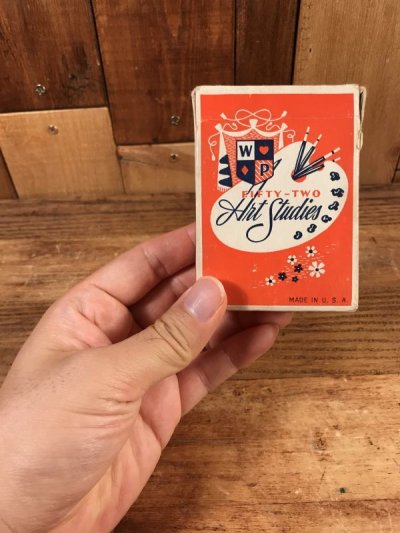 W
P
FIFTY-TWO
Art Studies
MADE IN U. S. A.